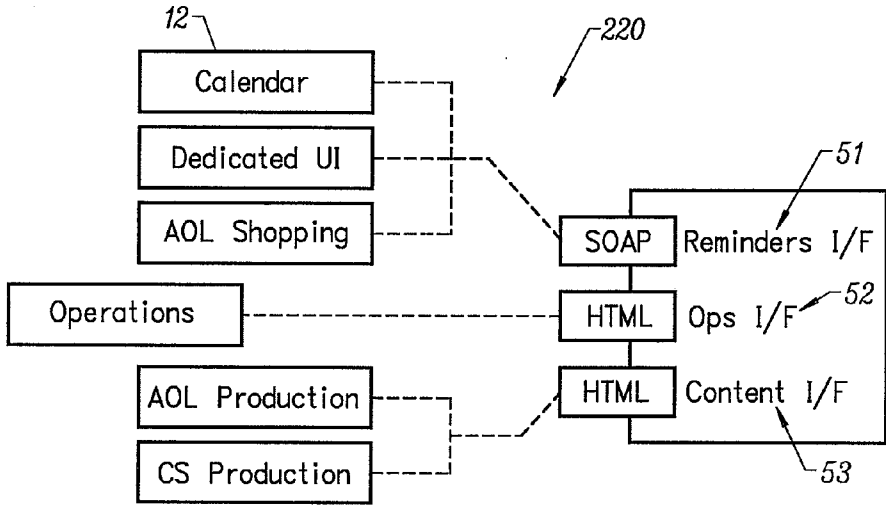 12
220
Calendar
Dedicated UI
51
AOL Shopping
SOAP Reminders I/F
52
Operations
HTML Ops I/F
AOL Production
HTML Content I/F
CS Production
53